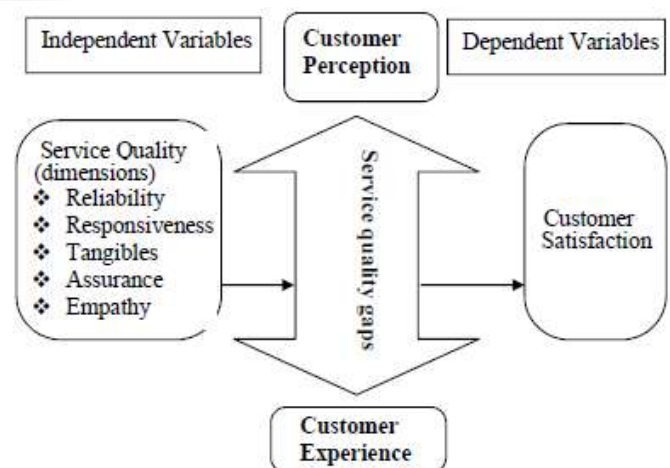 Independent Variables
Customer
Perception
Dependent Variables
Service Quality
(dimensions)
❖ Reliability
❖ Responsiveness
❖ Tangibles
❖ Assurance
❖ Empathy
Service quality gaps
Customer
Satisfaction
Customer
Experience